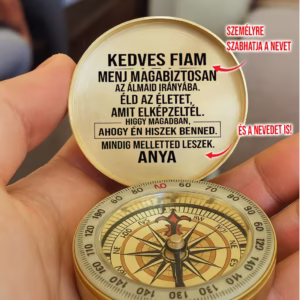 SZEMÉLYRE
SZABHATJA A NEVET
KEDVES FIAM
MENJ MAGABIZTOSAN
AZ ÁLMAID IRÁNYÁBA.
ÉLD AZ ÉLETET,
AMIT ELKÉPZELTÉL.
HIGGY MAGADBAN,
AHOGY ÉN HISZEK BENNED.
MINDIG MELLETTED LESZEK.
ANYA
ÉS A NEVEDET IS!